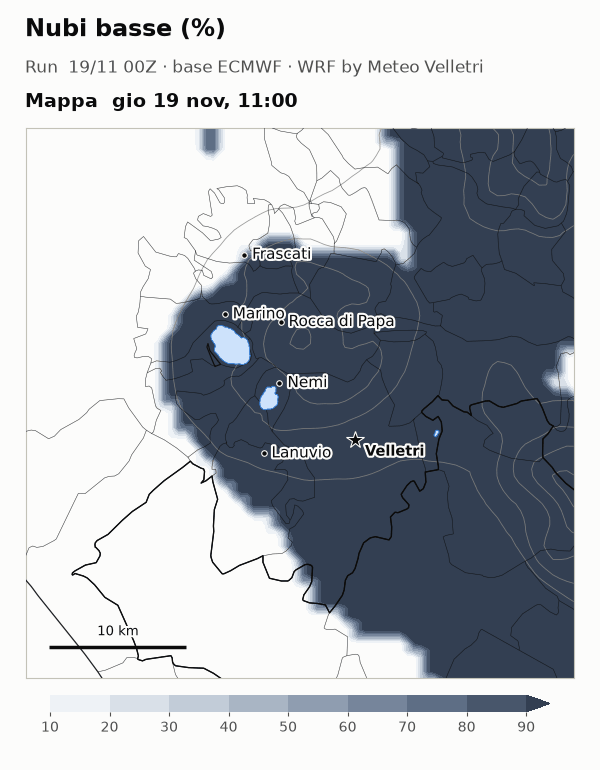 Nubi basse (%)
Run  19/11 00Z · base ECMWF · WRF by Meteo Velletri
Mappa  gio 19 nov, 11:00
Frascati
Marino
Rocca di Papa
Nemi
Velletri
Lanuvio
10 km
10 20 30 40 50 60 70 80 90